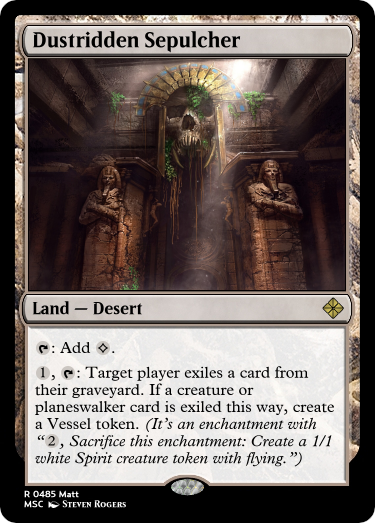 Dustridden Sepulcher
Land — Desert
: Add .
1, : Target player exiles a card from
their graveyard. If a creature or
planeswalker card is exiled this way, create
a Vessel token. (It's an enchantment with
“2, Sacrifice this enchantment: Create a 1/1
white Spirit creature token with flying.”)
R 0485 Matt
MSC Steven Rogers